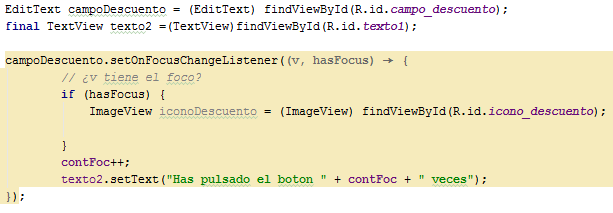 EditText campoDescuento = (EditText) findViewById(R.id.campo_descuento);
final TextView texto2 =(TextView)findViewById(R.id.texto1);
campoDescuento.setOnFocusChangeListener((v, hasFocus) → {
// ¿v tiene el foco?
if (hasFocus) {
ImageView iconoDescuento = (ImageView) findViewById(R.id.icono_descuento);
}
contFoc++;
texto2.setText("Has pulsado el boton " + contFoc + " veces");
});